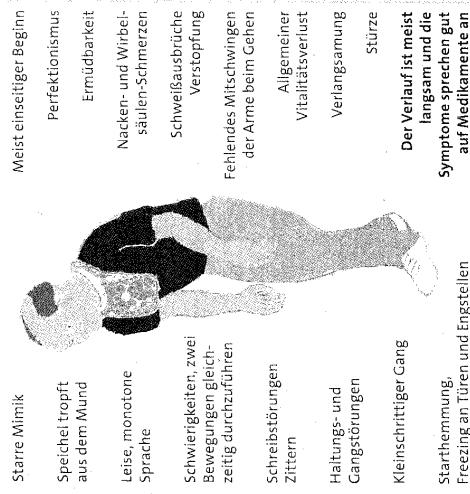 Starre Mimik
Speichel tropft
aus dem Mund
Leise, monotone
Sprache
Schwierigkeiten, zwei
Bewegungen gleich-
zeitig durchzuführen
Schreibstörungen
Zittern
Haltungs- und
Gangstörungen
Kleinschrittiger Gang
Starthemmung,
Freezing an Türen und Engstellen
Meist einseitiger Beginn
Perfektionismus
Ermüdbarkeit
Nacken- und Wirbel-
säulen-Schmerzen
Schweißausbrüche
Verstopfung
Fehlendes Mitschwingen
der Arme beim Gehen
Allgemeiner
Vitalitätsverlust
Verlangsamung
Stürze
Der Verlauf ist meist
langsam und die
Symptome sprechen gut
auf Medikamente an